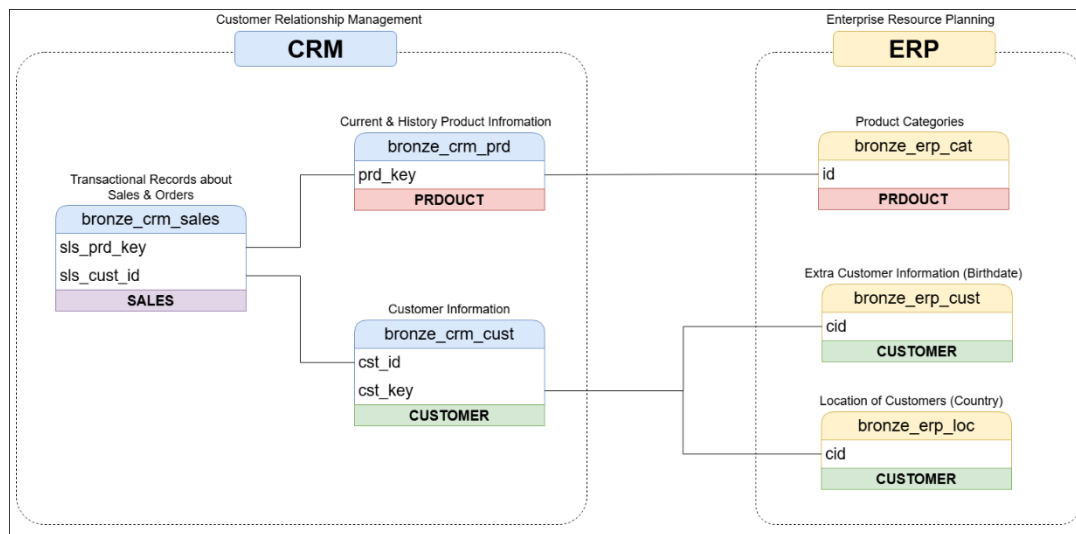 Customer Relationship Management
CRM
Enterprise Resource Planning
ERP
Current & History Product Infromation
bronze_crm_prd
prd_key
PRDOUCT
Product Categories
bronze_erp_cat
id
PRDOUCT
Transactional Records about
Sales & Orders
bronze_crm_sales
sls_prd_key
sls_cust_id
SALES
Customer Information
bronze_crm_cust
cst_id
cst_key
CUSTOMER
Extra Customer Information (Birthdate)
bronze_erp_cust
cid
CUSTOMER
Location of Customers (Country)
bronze_erp_loc
cid
CUSTOMER